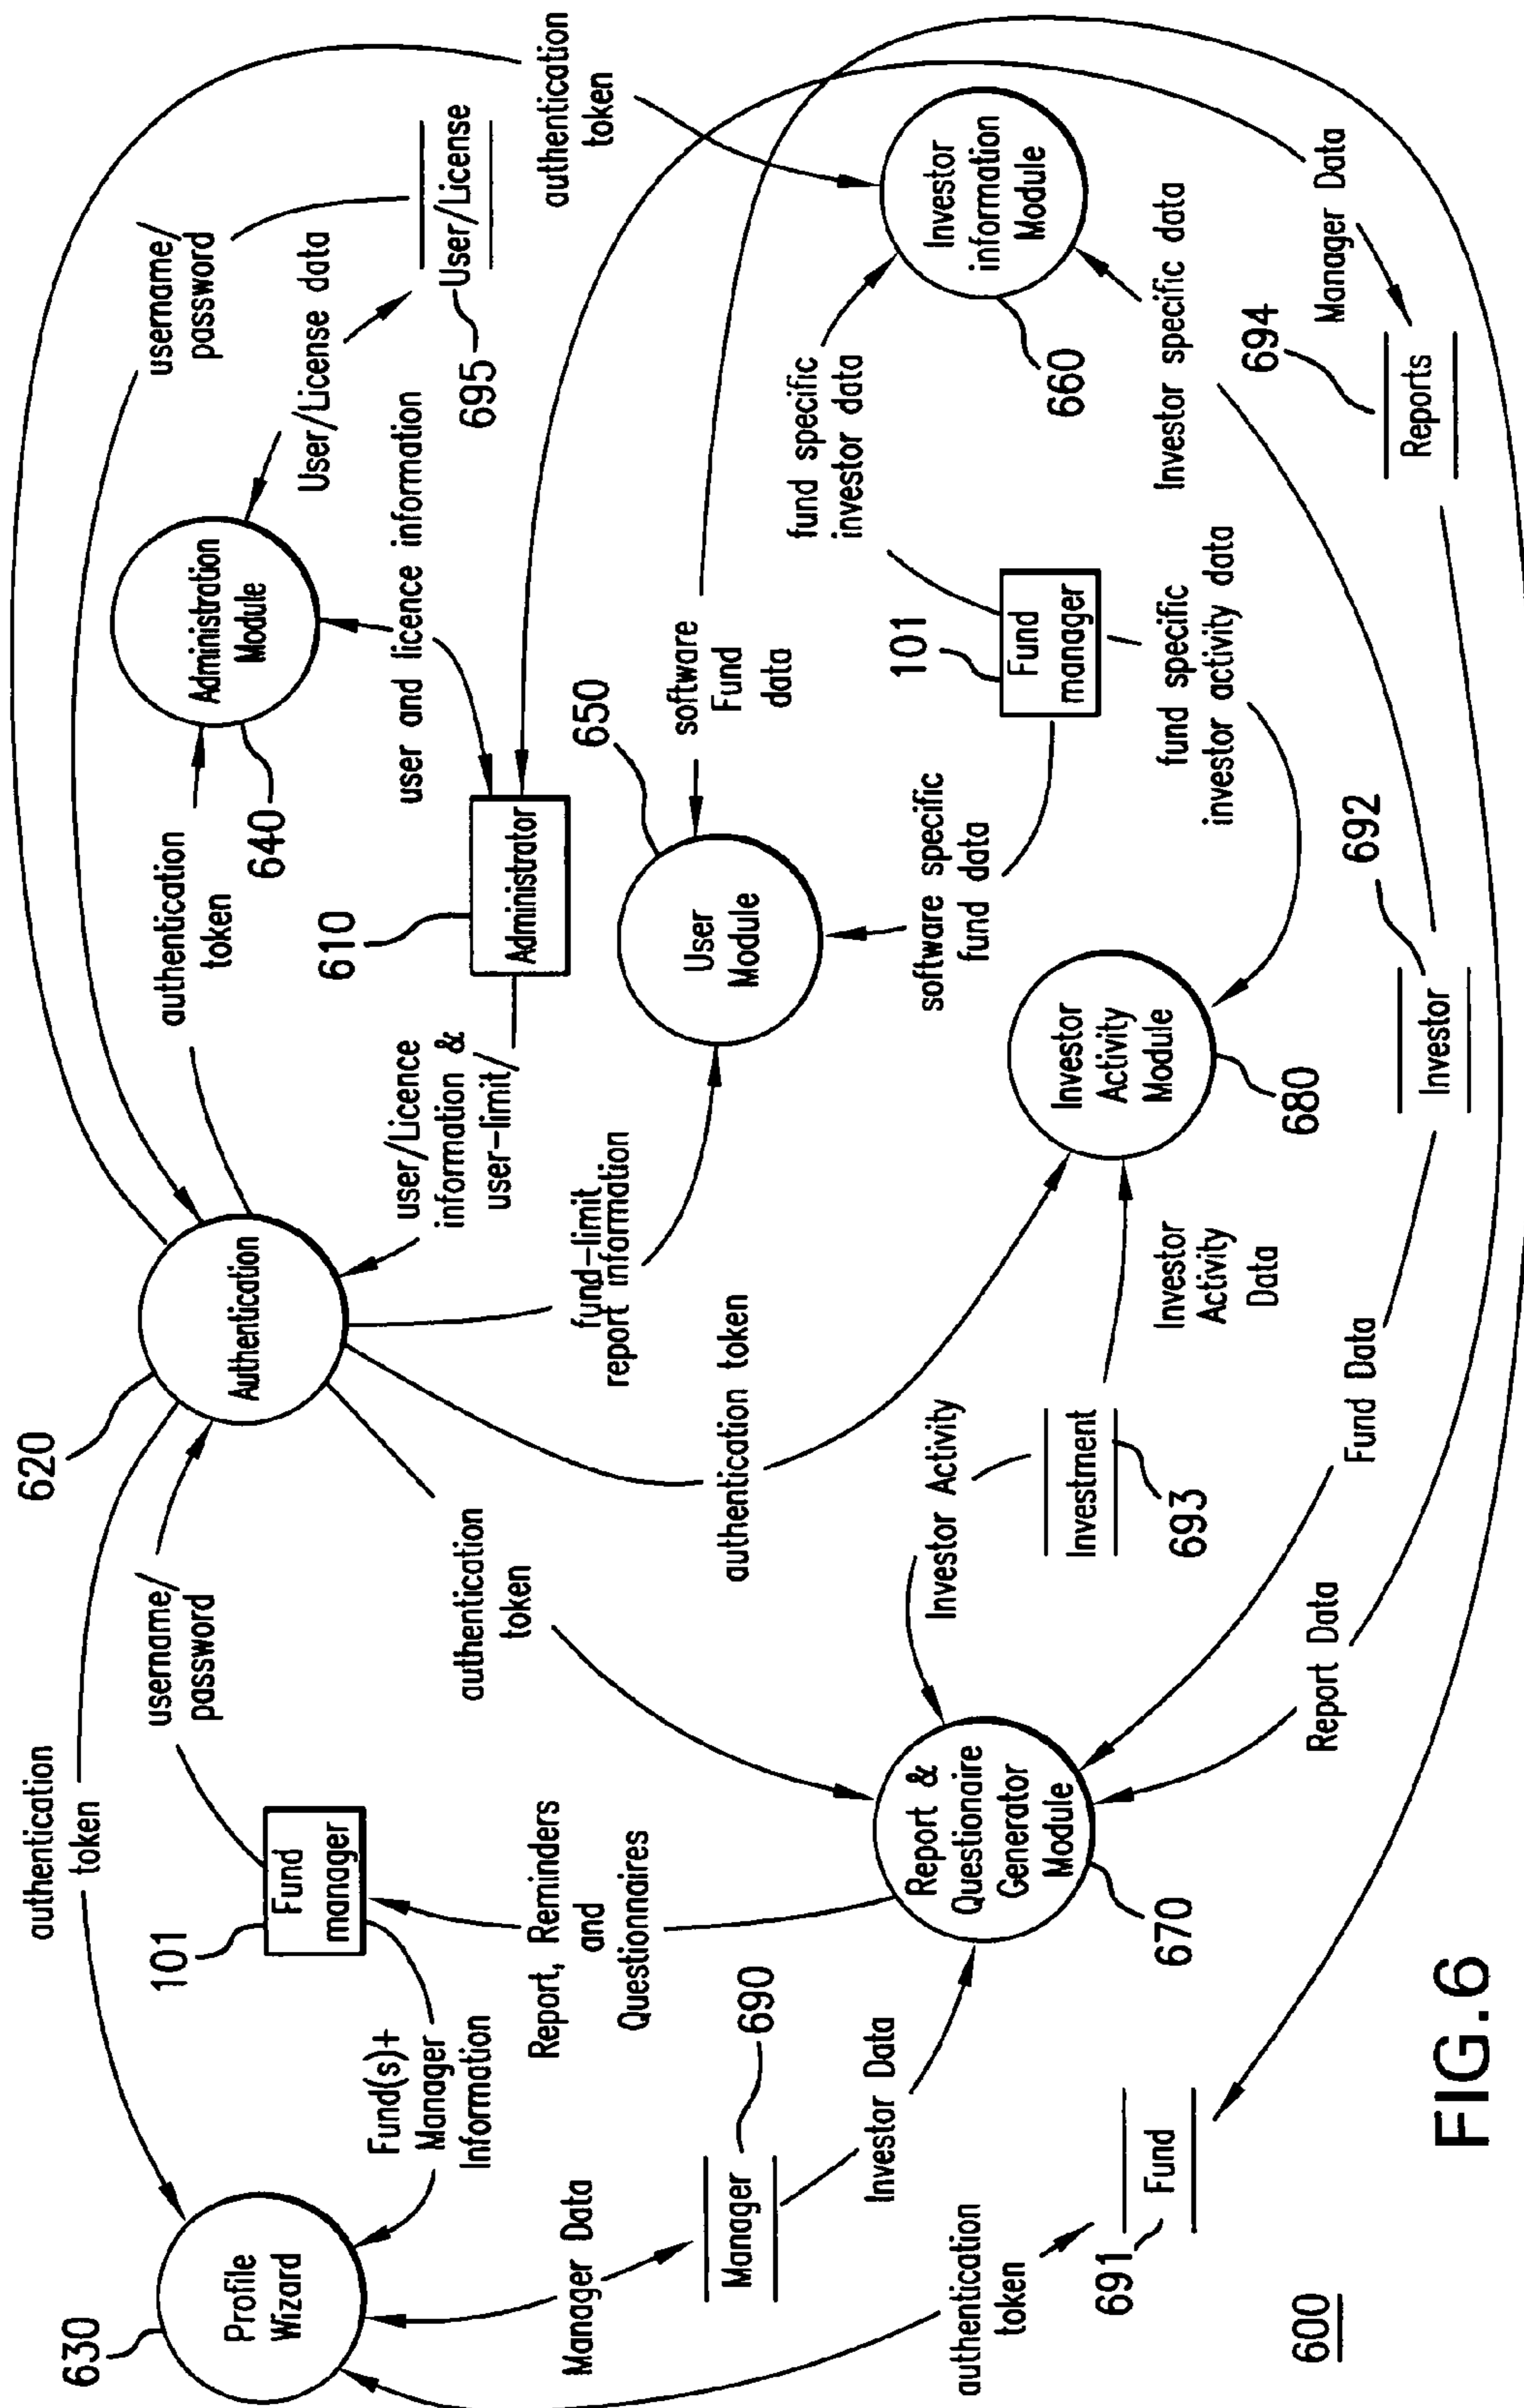 630
Profile
Wizard
authentication
token
620
Authentication
username/
password
101
Fund
manager
Fund(s)+
Manager
Information
authentication
token
640
Administration
Module
username/
password
User/License data
User/License
695
authentication
token
user and licence information
610
Administrator
user/Licence
information &
user-limit/
fund-limit
report information
650
User
Module
software
Fund
data
software specific
fund data
101
Fund
manager
fund specific
investor data
Investor
information
Module
660
fund specific
investor activity data
Investor specific data
Manager Data
694
Reports
692
Investor
Investor
Activity
Module
680
Investor
Activity
Data
authentication token
authentication
token
Investor Activity
Investment
693
Report, Reminders
and
Questionnaires
Report &
Questionaire
Generator
Module
670
Manager Data
Manager
690
Investor Data
Fund Data
Report Data
authentication
token
691
Fund
600
FIG.6